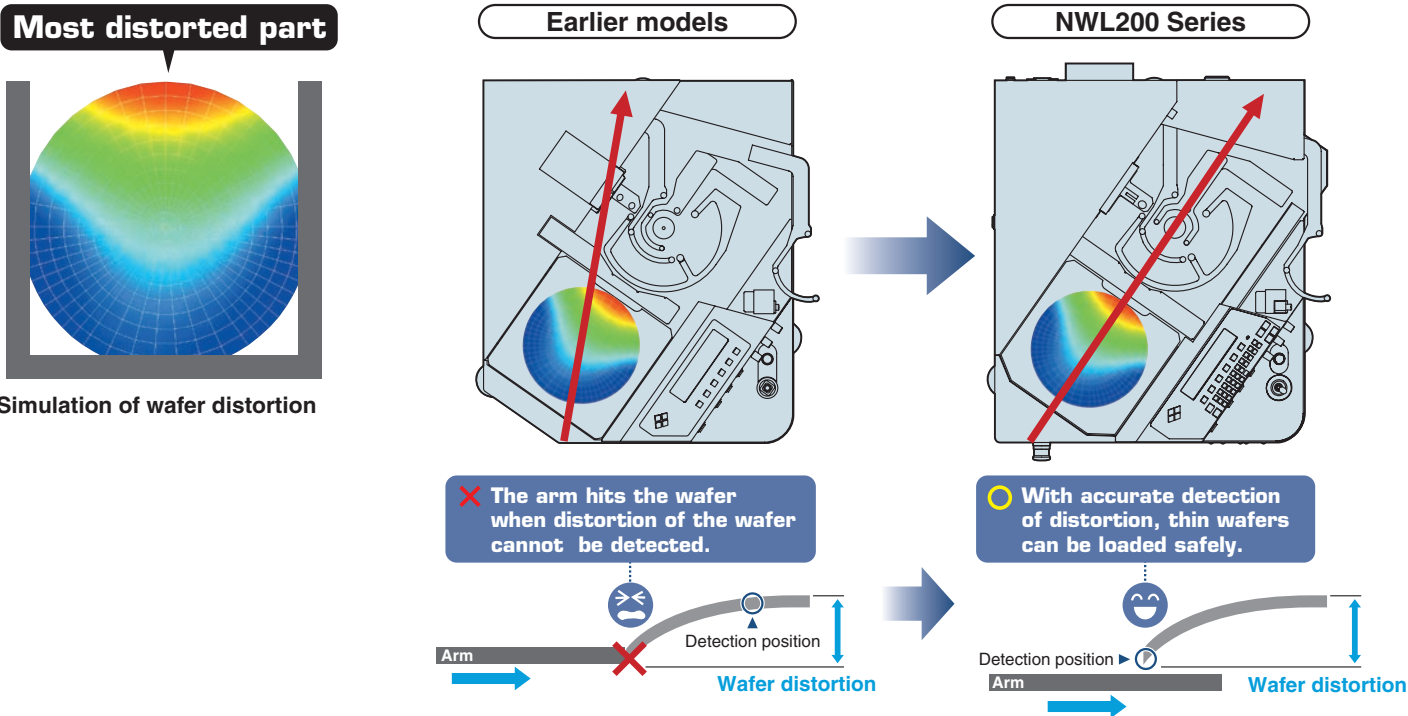 Most distorted part
Simulation of wafer distortion
Earlier models
NWL200 Series
The arm hits the wafer
when distortion of the wafer
cannot be detected.
With accurate detection
of distortion, thin wafers
can be loaded safely.
Detection position
Arm
Wafer distortion
Detection position
Arm
Wafer distortion